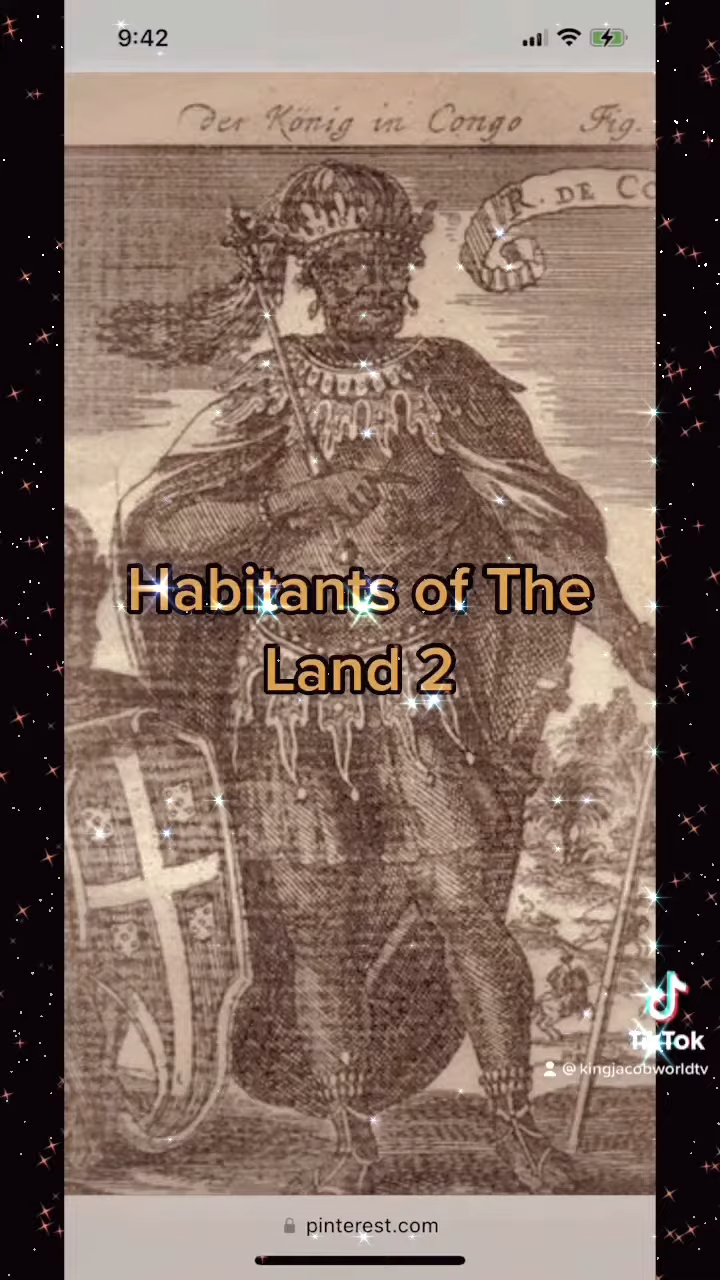 9:42
der König in Congo Fig.
R. DE CO
Habitants of The
Land 2
TikTok
@kingjacobworldtv
pinterest.com